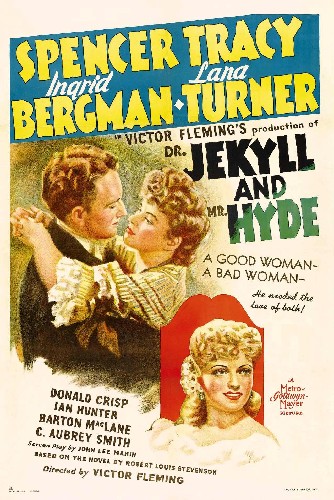 SPENCER TRACY
Ingrid Lana
BERGMAN · TURNER
in VICTOR FLEMING'S production of
DR. JEKYLL
AND
MR. HYDE
A GOOD WOMAN-
A BAD WOMAN-
He needed the
love of both!
DONALD CRISP
IAN HUNTER
BARTON MacLANE
C. AUBREY SMITH
Screen Play by JOHN LEE MAHIN
BASED ON THE NOVEL BY ROBERT LOUIS STEVENSON
Directed by VICTOR FLEMING
A
Metro-
Goldwyn-
Mayer
PICTURE